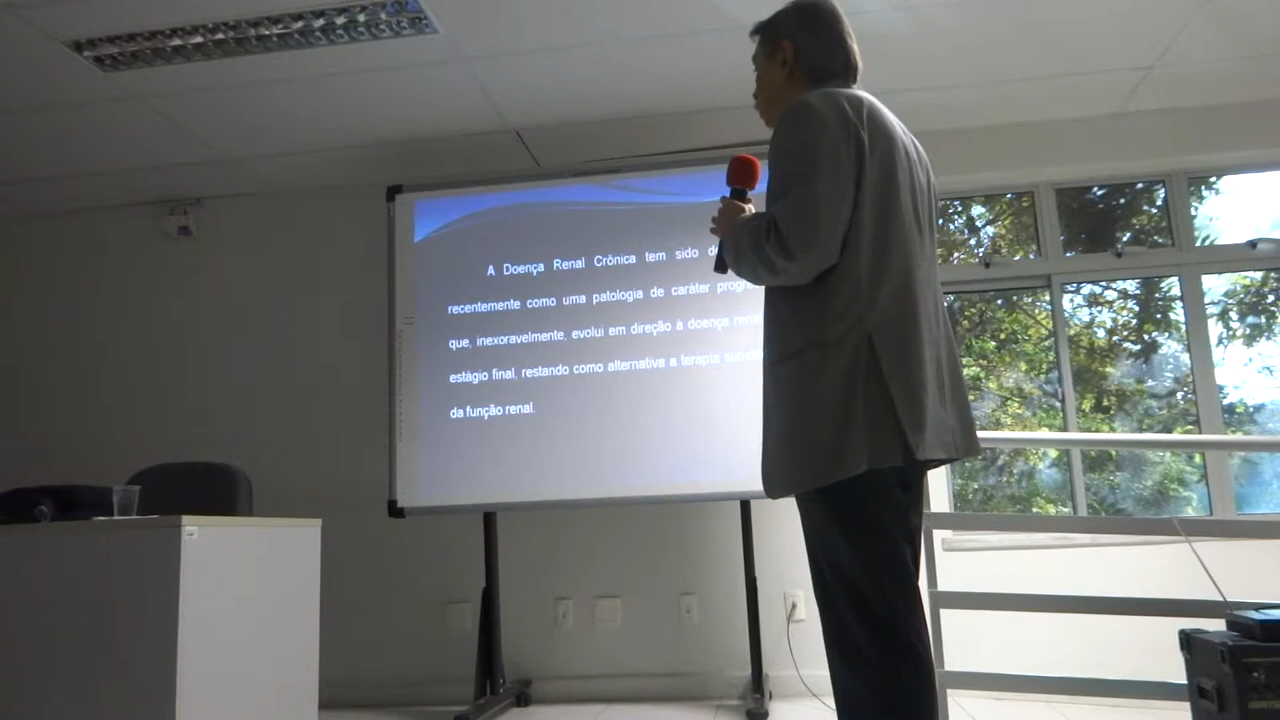 A Doença Renal Crônica tem sido
recentemente como uma patologia de caráter
que, inexoravelmente, evolui em direção à doença
estágio final, restando como alternativa a terapia
da função renal.